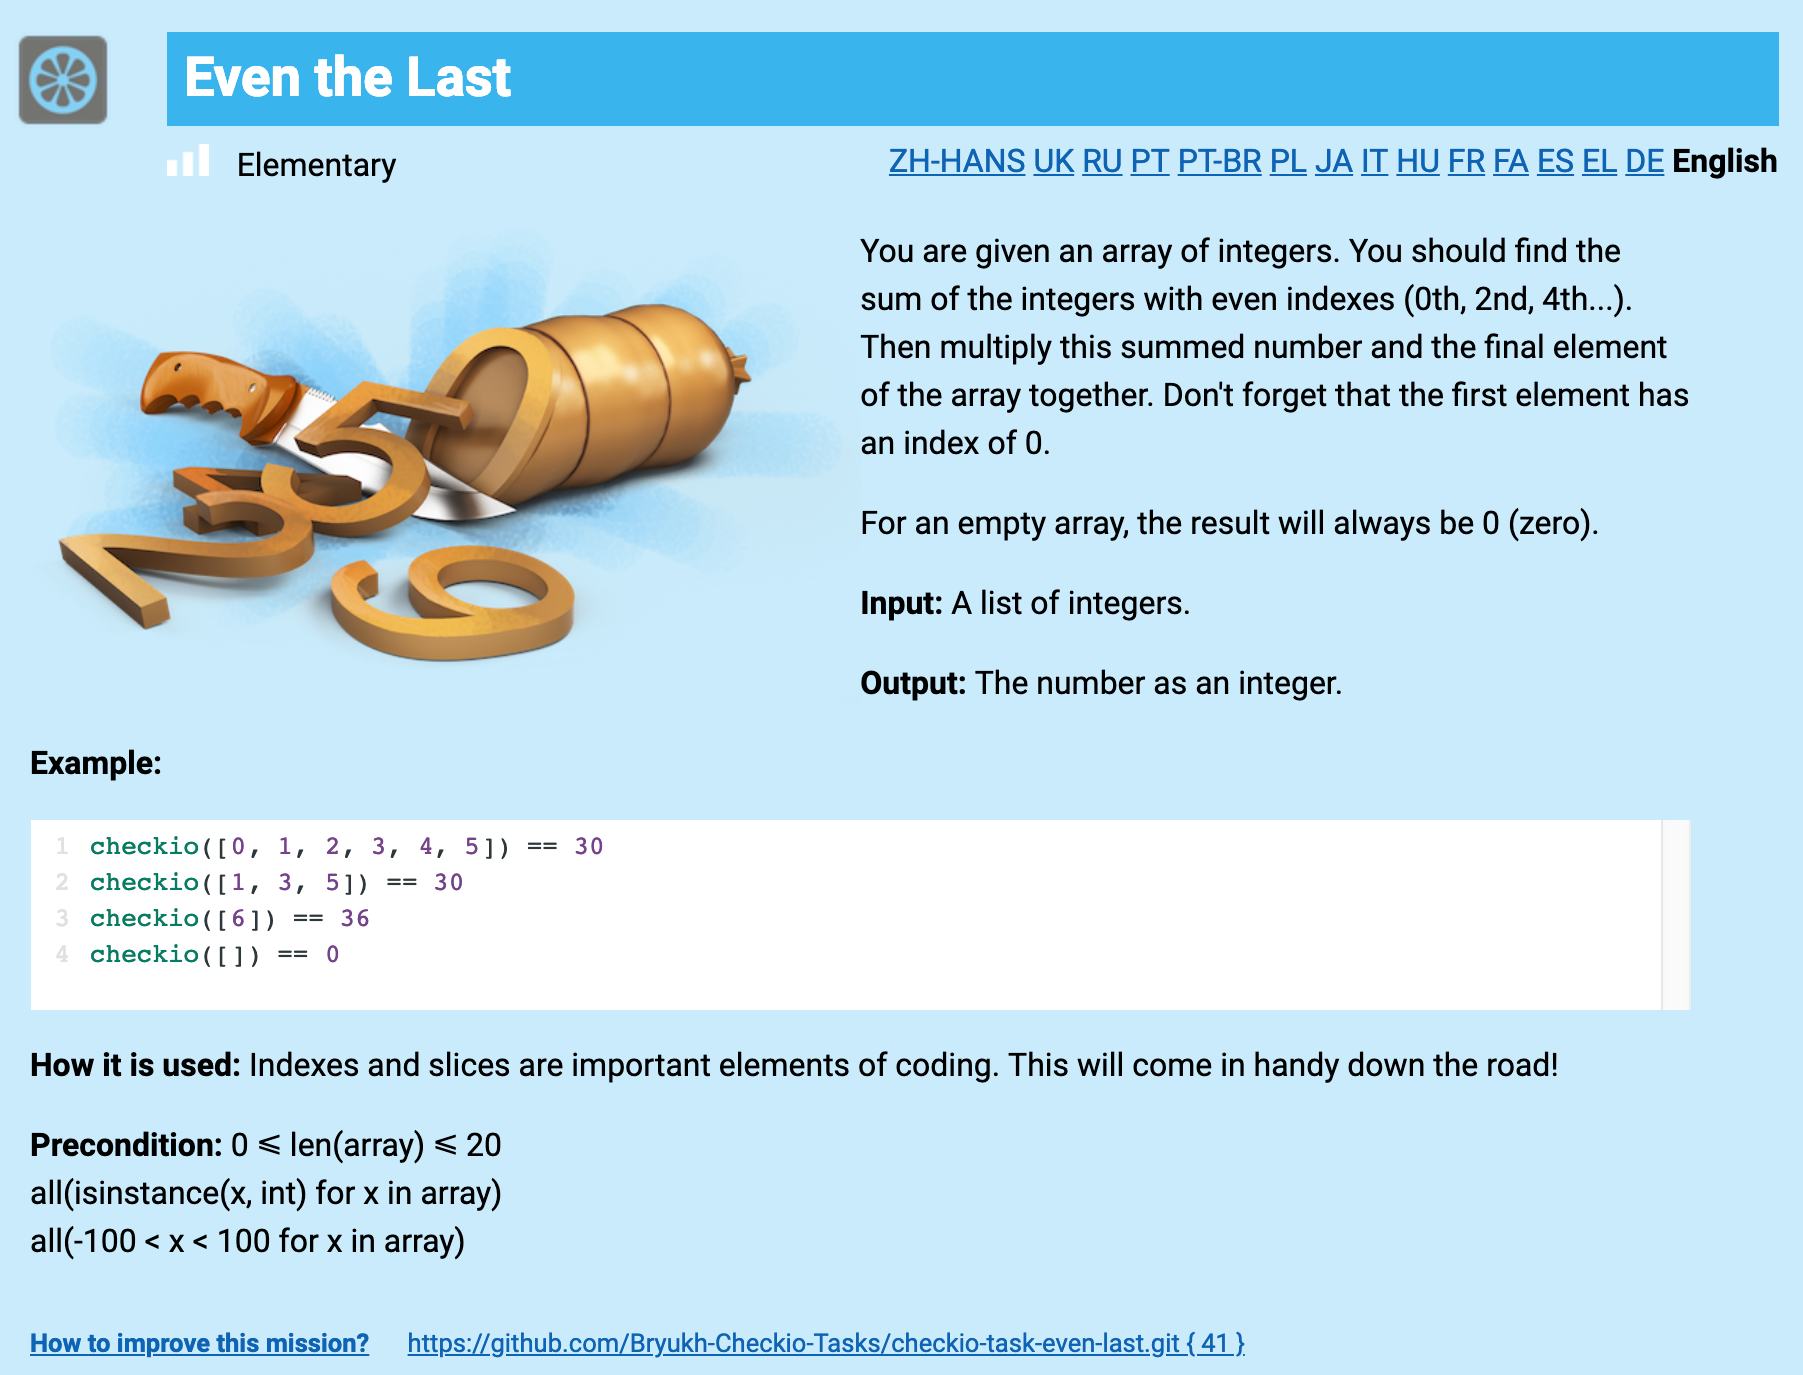 Even the Last
Elementary
ZH-HANS UK RU PT PT-BR PL JA IT HU FR FA ES EL DE English
You are given an array of integers. You should find the
sum of the integers with even indexes (0th, 2nd, 4th...).
Then multiply this summed number and the final element
of the array together. Don't forget that the first element has
an index of 0.
For an empty array, the result will always be 0 (zero).
Input: A list of integers.
Output: The number as an integer.
Example:
1 checkio([0, 1, 2, 3, 4, 5]) == 30
2 checkio([1, 3, 5]) == 30
3 checkio([6]) == 36
4 checkio([]) == 0
How it is used: Indexes and slices are important elements of coding. This will come in handy down the road!
Precondition: 0 ⩽ len(array) ⩽ 20
all(isinstance(x, int) for x in array)
all(-100 < x < 100 for x in array)
How to improve this mission? https://github.com/Bryukh-Checkio-Tasks/checkio-task-even-last.git { 41 }